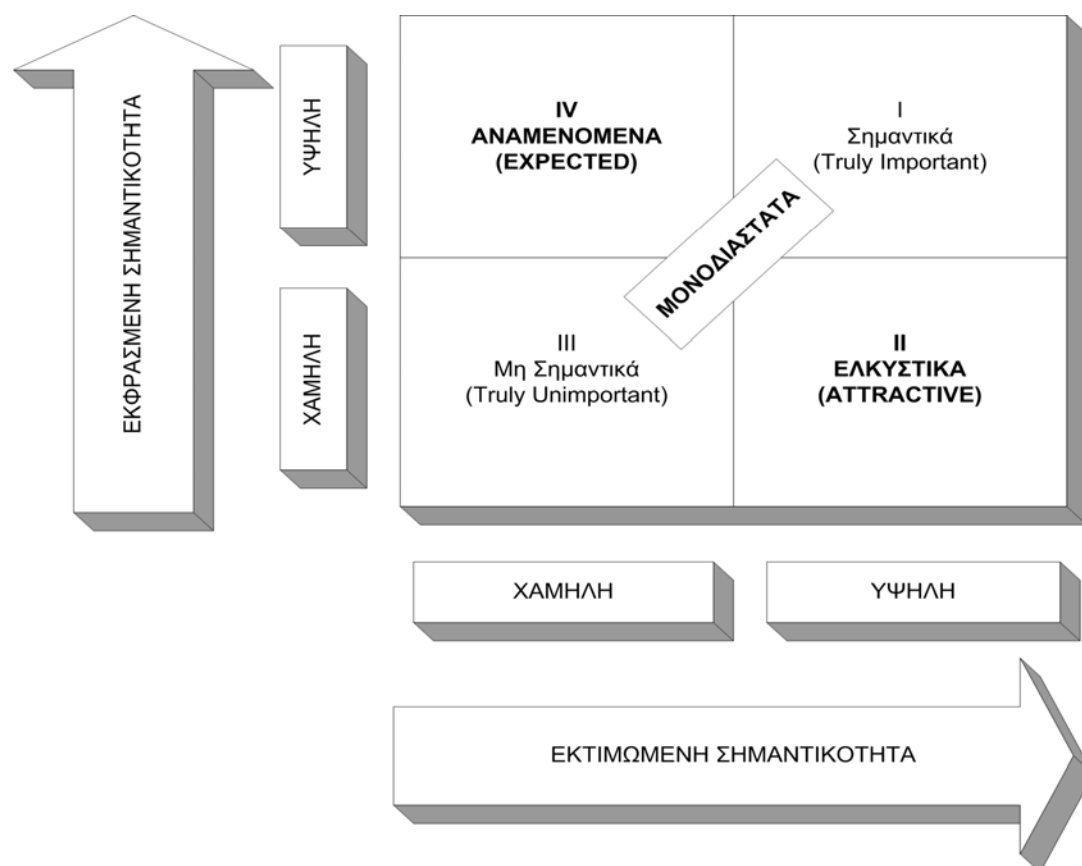 ΕΚΦΡΑΣΜΕΝΗ ΣΗΜΑΝΤΙΚΟΤΗΤΑ
ΥΨΗΛΗ
ΧΑΜΗΛΗ
IV
ΑΝΑΜΕΝΟΜΕΝΑ
(EXPECTED)
I
Σημαντικά
(Truly Important)
ΜΟΝΟΔΙΑΣΤΑΤΑ
III
Μη Σημαντικά
(Truly Unimportant)
II
ΕΛΚΥΣΤΙΚΑ
(ATTRACTIVE)
ΧΑΜΗΛΗ
ΥΨΗΛΗ
ΕΚΤΙΜΩΜΕΝΗ ΣΗΜΑΝΤΙΚΟΤΗΤΑ